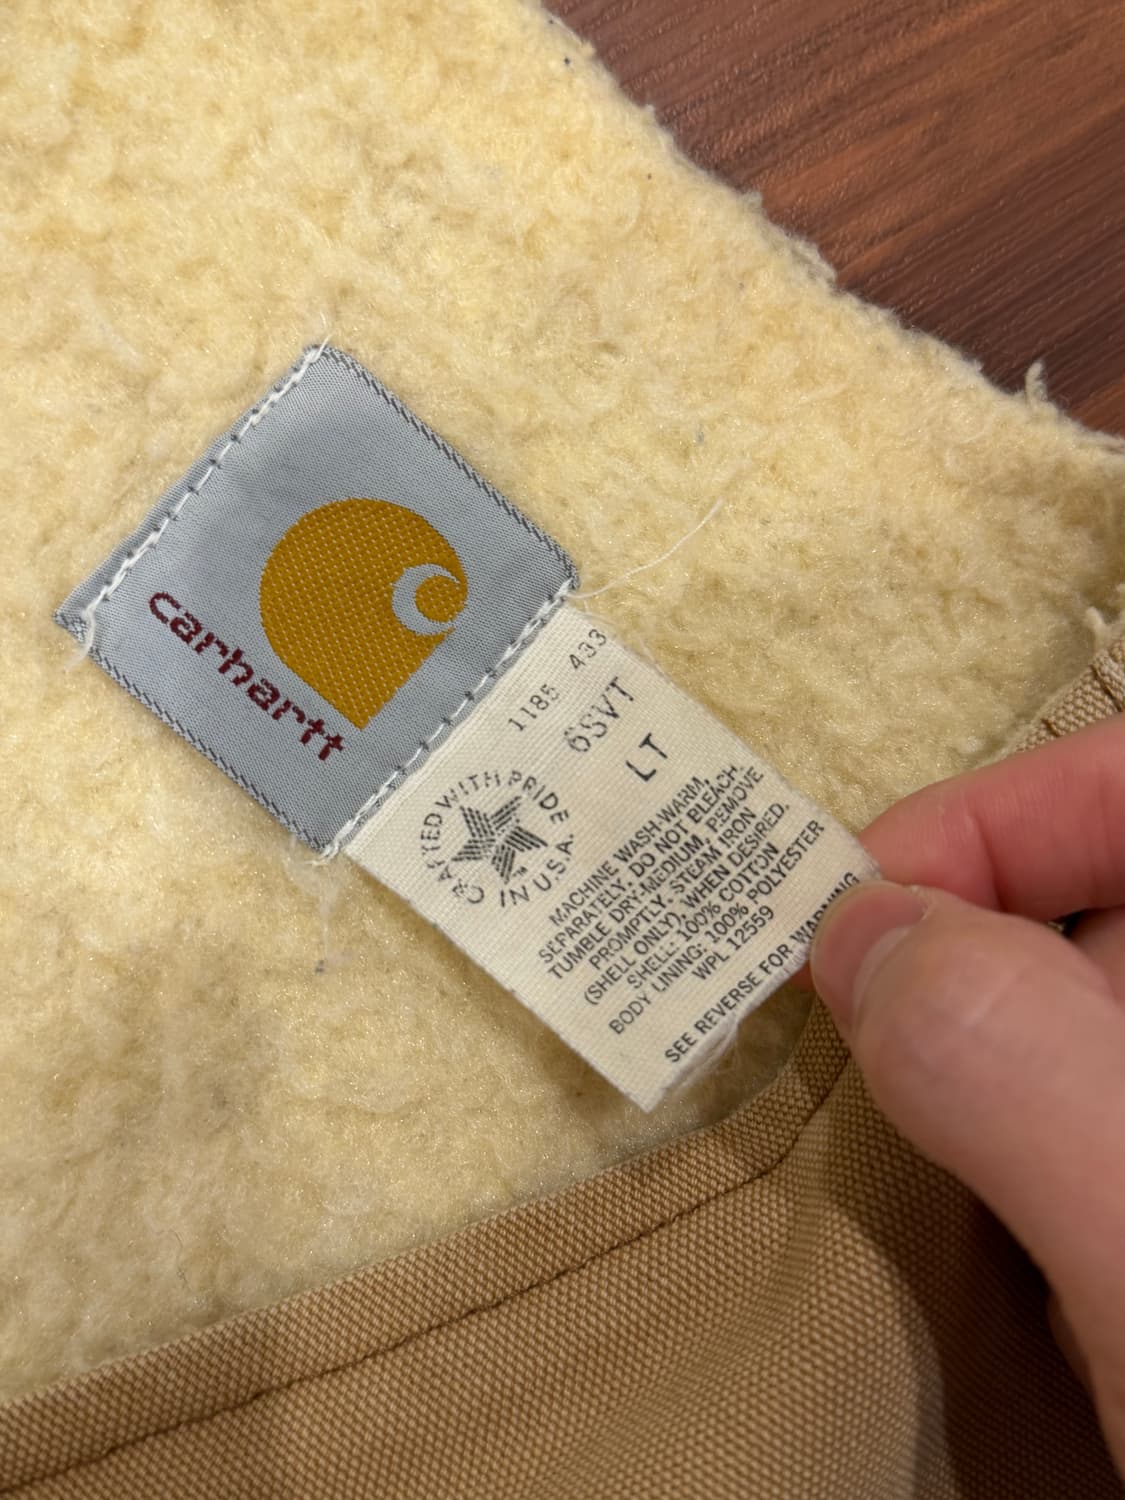 carhartt
1185 433
6SVT
LT
CRAFTED WITH PRIDE
IN U.S.A.
TM
MACHINE WASH WARM,
SEPARATELY, DO NOT BLEACH,
TUMBLE DRY-MEDIUM, REMOVE
PROMPTLY. STEAM IRON
(SHELL ONLY), WHEN DESIRED.
SHELL: 100% COTTON
BODY LINING: 100% POLYESTER
WPL 12559
SEE REVERSE FOR WARNING